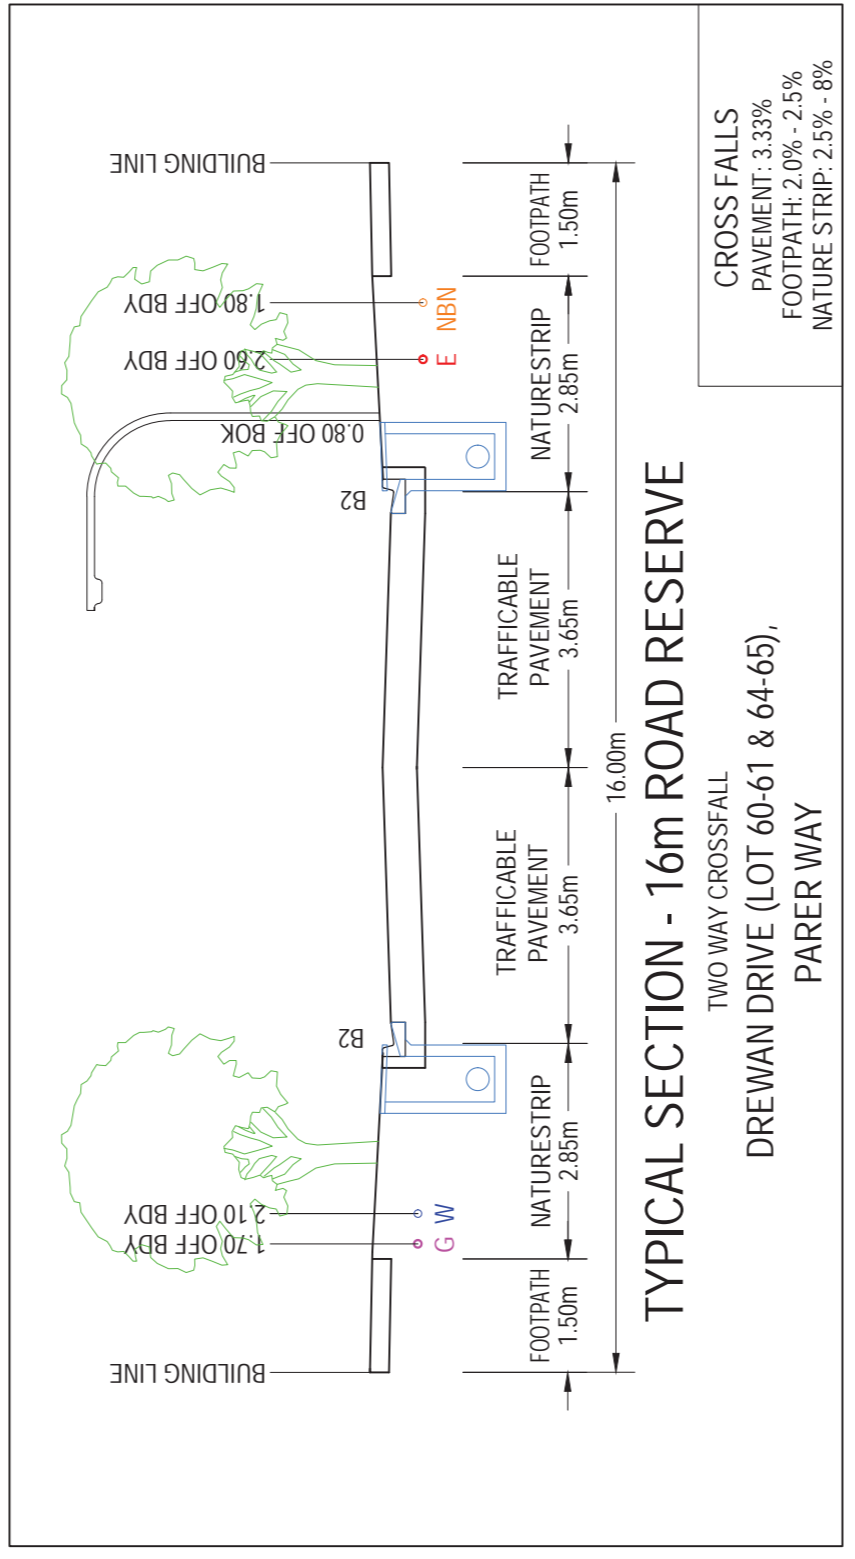 BUILDING LINE
1.70 OFF BDY
2.10 OFF BDY
B2
B2
0.80 OFF BOK
2.60 OFF BDY
1.80 OFF BDY
BUILDING LINE
G
W
E
NBN
FOOTPATH
1.50m
NATURESTRIP
2.85m
TRAFFICABLE
PAVEMENT
3.65m
TRAFFICABLE
PAVEMENT
3.65m
NATURESTRIP
2.85m
FOOTPATH
1.50m
16.00m
TYPICAL SECTION - 16m ROAD RESERVE
TWO WAY CROSSFALL
DREWAN DRIVE (LOT 60-61 & 64-65),
PARER WAY
CROSS FALLS
PAVEMENT: 3.33%
FOOTPATH: 2.0% - 2.5%
NATURE STRIP: 2.5% - 8%